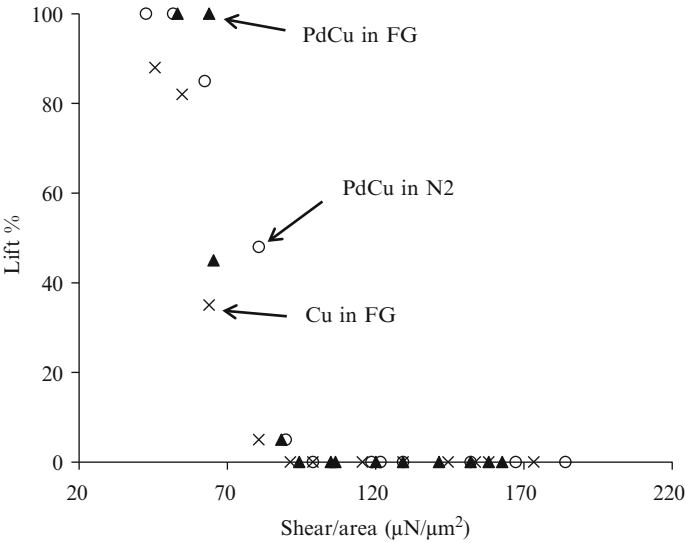 100
PdCu in FG
80
PdCu in N2
60
Lift %
40
Cu in FG
20
0
20 70 120 170 220
Shear/area (µN/µm²)